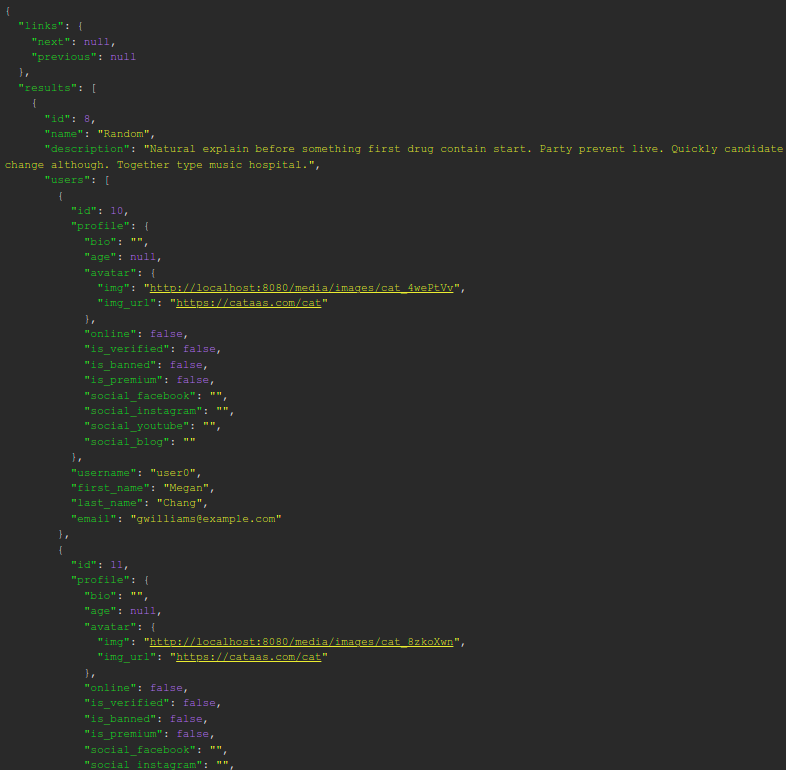 {
"links": {
"next": null,
"previous": null
},
"results": [
{
"id": 8,
"name": "Random",
"description": "Natural explain before something first drug contain start. Party prevent live. Quickly candidate
change although. Together type music hospital.",
"users": [
{
"id": 10,
"profile": {
"bio": "",
"age": null,
"avatar": {
"img": "http://localhost:8080/media/images/cat_4wePtVv",
"img_url": "https://cataas.com/cat"
},
"online": false,
"is_verified": false,
"is_banned": false,
"is_premium": false,
"social_facebook": "",
"social_instagram": "",
"social_youtube": "",
"social_blog": ""
},
"username": "user0",
"first_name": "Megan",
"last_name": "Chang",
"email": "gwilliams@example.com"
},
{
"id": 11,
"profile": {
"bio": "",
"age": null,
"avatar": {
"img": "http://localhost:8080/media/images/cat_8zkoXwn",
"img_url": "https://cataas.com/cat"
},
"online": false,
"is_verified": false,
"is_banned": false,
"is_premium": false,
"social_facebook": "",
"social_instagram": "",